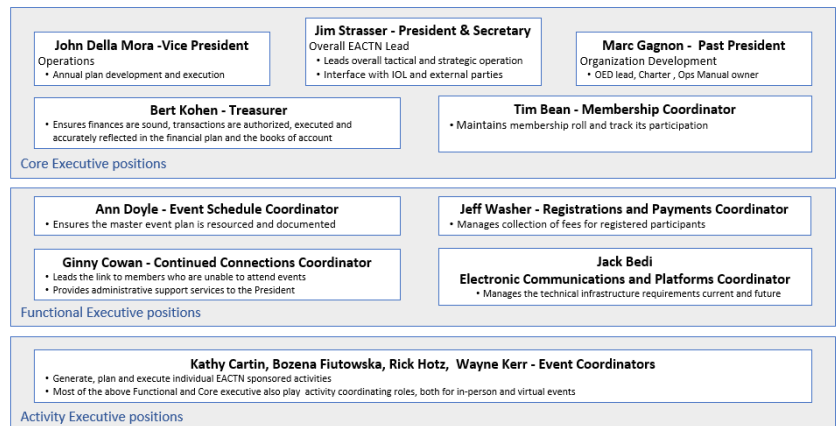 John Della Mora -Vice President
Operations
• Annual plan development and execution
Jim Strasser - President & Secretary
Overall EACTN Lead
• Leads overall tactical and strategic operation
• Interface with IOL and external parties
Marc Gagnon - Past President
Organization Development
• OED lead, Charter , Ops Manual owner
Bert Kohen - Treasurer
• Ensures finances are sound, transactions are authorized, executed and
accurately reflected in the financial plan and the books of account
Tim Bean - Membership Coordinator
• Maintains membership roll and track its participation
Core Executive positions
Ann Doyle - Event Schedule Coordinator
• Ensures the master event plan is resourced and documented
Jeff Washer - Registrations and Payments Coordinator
• Manages collection of fees for registered participants
Ginny Cowan - Continued Connections Coordinator
• Leads the link to members who are unable to attend events
• Provides administrative support services to the President
Jack Bedi
Electronic Communications and Platforms Coordinator
• Manages the technical infrastructure requirements current and future
Functional Executive positions
Kathy Cartin, Bozena Fiutowska, Rick Hotz, Wayne Kerr - Event Coordinators
• Generate, plan and execute individual EACTN sponsored activities
• Most of the above Functional and Core executive also play activity coordinating roles, both for in-person and virtual events
Activity Executive positions